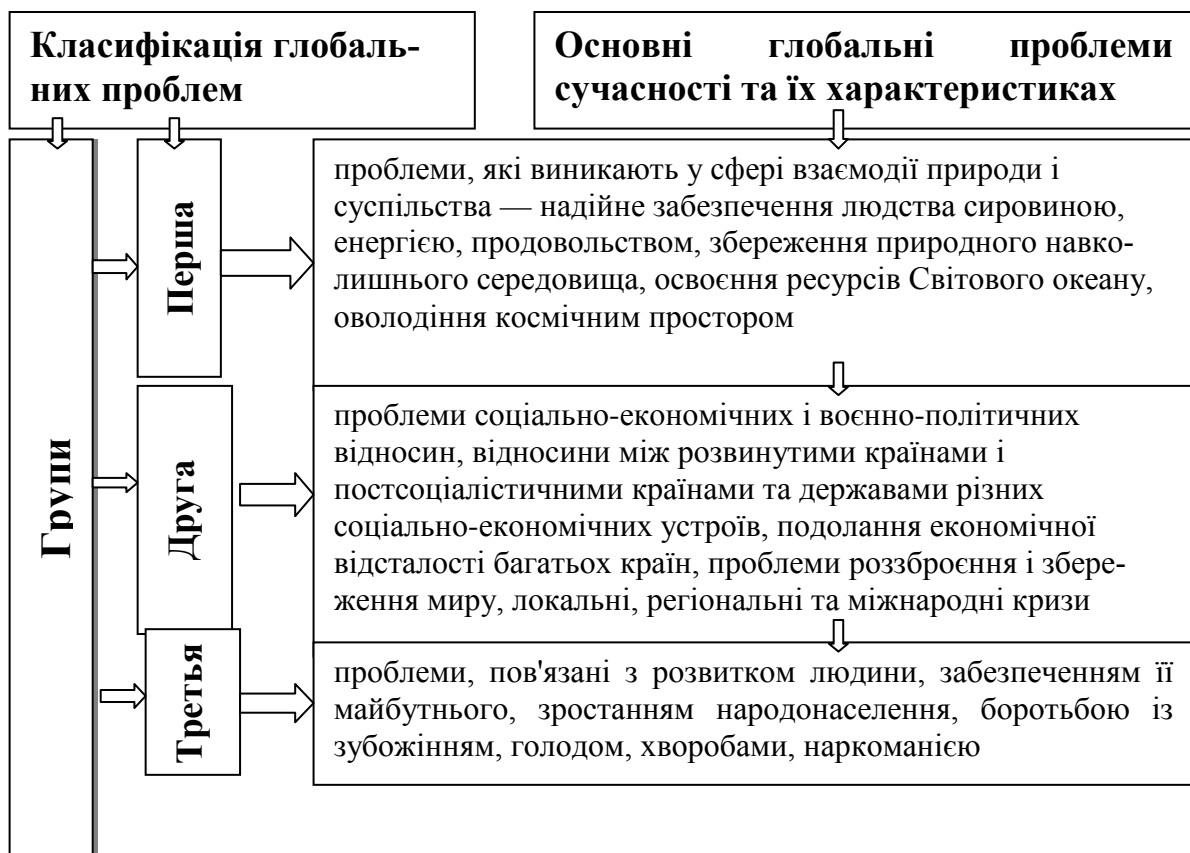 Класифікація глобаль-
них проблем
Основні глобальні проблеми
сучасності та їх характеристиках
Групи
Перша
проблеми, які виникають у сфері взаємодії природи і
суспільства — надійне забезпечення людства сировиною,
енергією, продовольством, збереження природного навко-
лишнього середовища, освоєння ресурсів Світового океану,
оволодіння космічним простором
Друга
проблеми соціально-економічних і воєнно-політичних
відносин, відносини між розвинутими країнами і
постсоціалістичними країнами та державами різних
соціально-економічних устроїв, подолання економічної
відсталості багатьох країн, проблеми роззброєння і збере-
ження миру, локальні, регіональні та міжнародні кризи
Третья
проблеми, пов'язані з розвитком людини, забезпеченням її
майбутнього, зростанням народонаселення, боротьбою із
зубожінням, голодом, хворобами, наркоманією